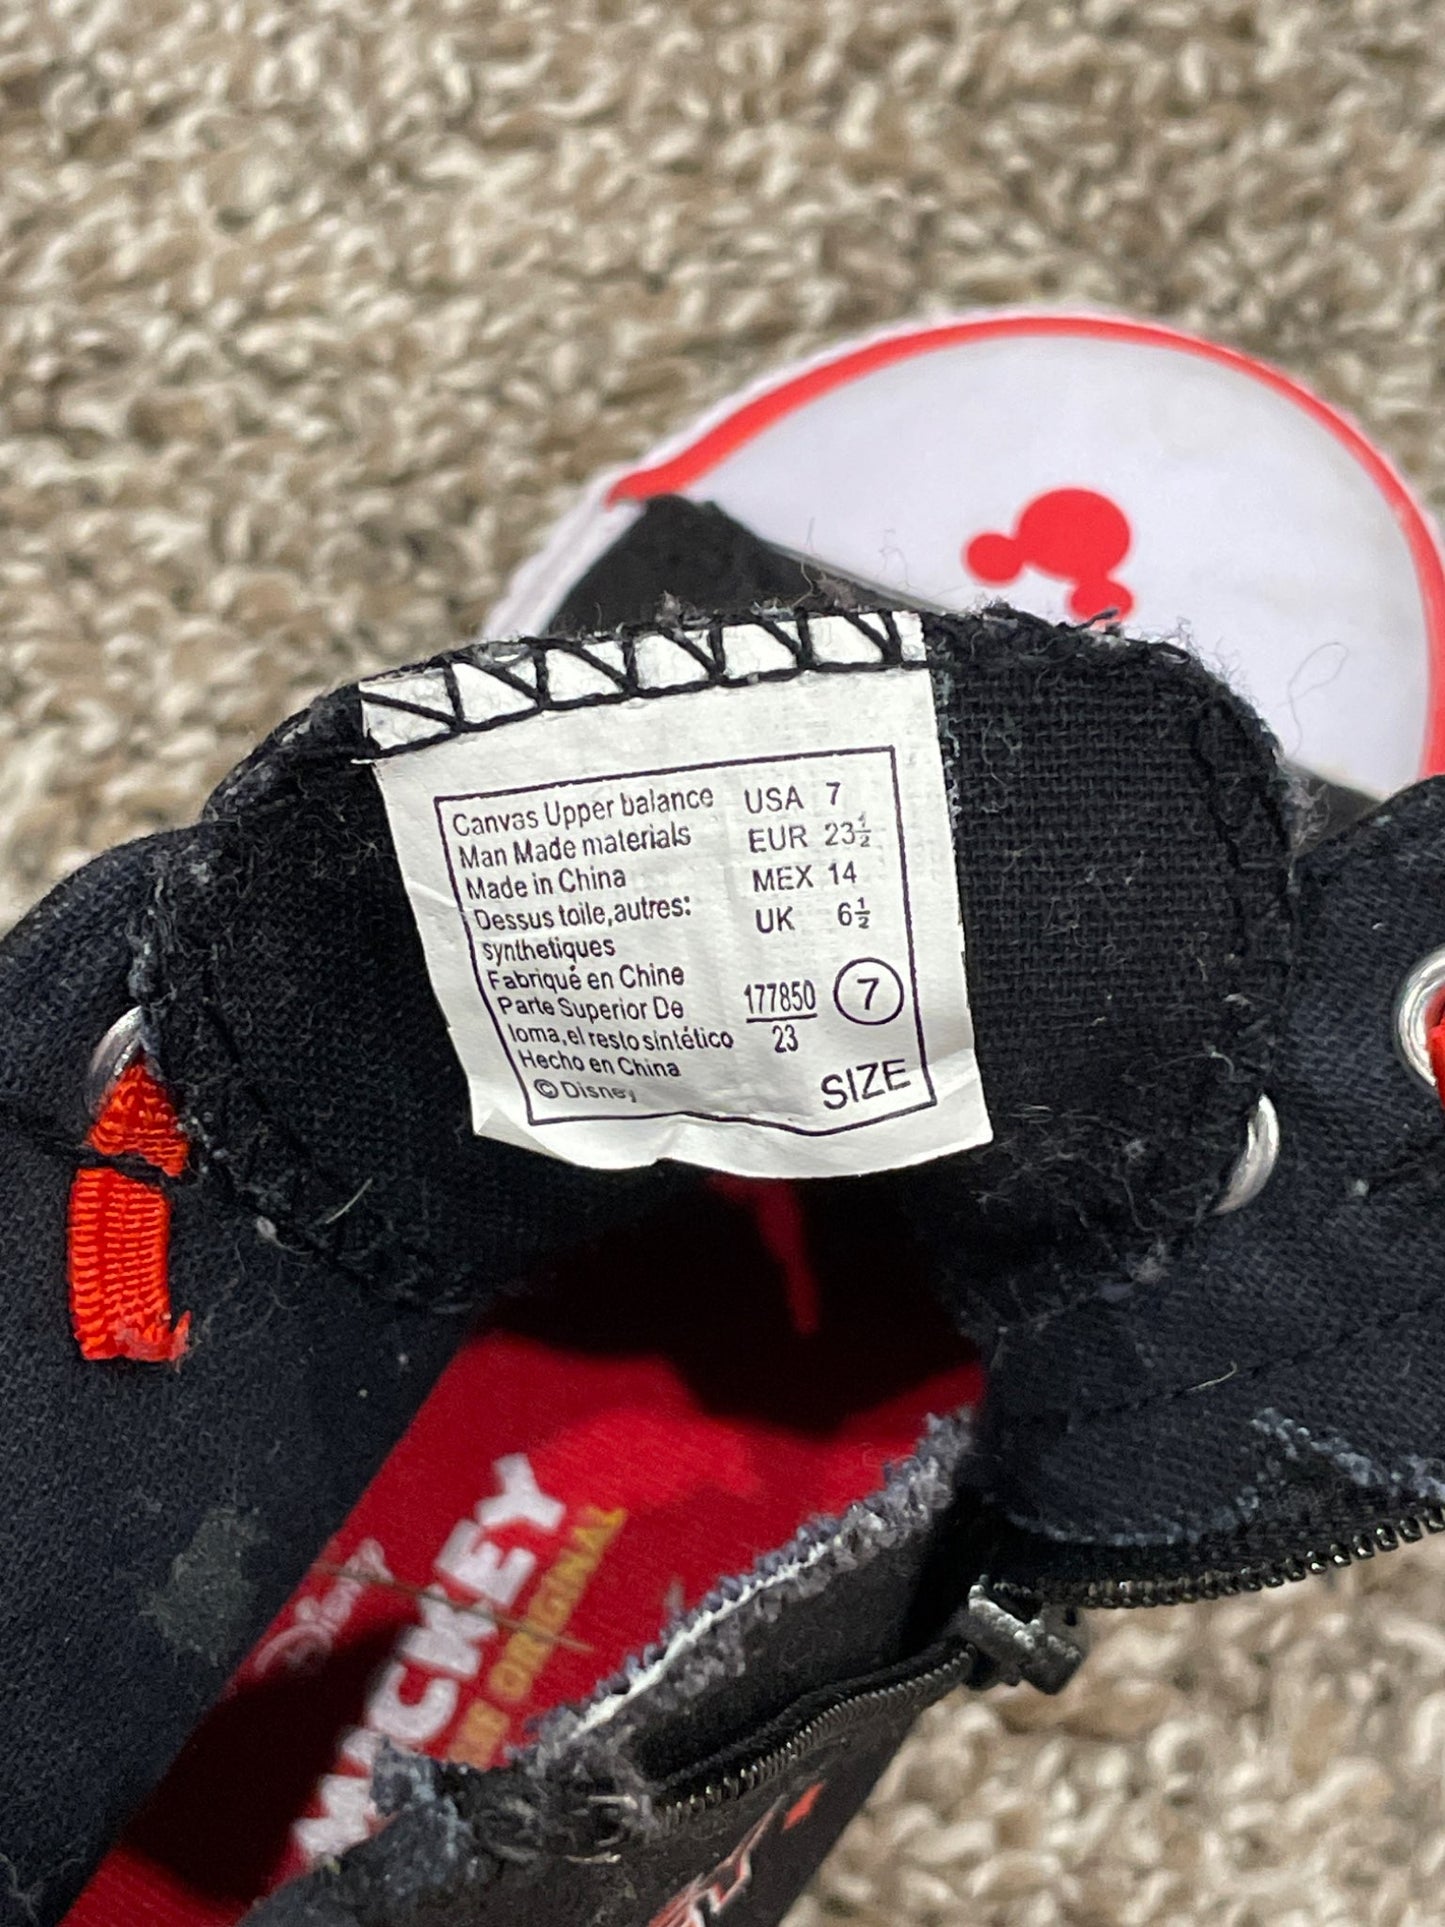 Canvas Upper balance
Man Made materials
Made in China
Dessus toile,autres:
synthetiques
Fabriqué en Chine
Parte Superior De
loma,el resto sintético
Hecho en China
© Disney
USA 7
EUR 23½
MEX 14
UK 6½
177850
23
7
SIZE
Disney
MICKEY
ORIGINAL